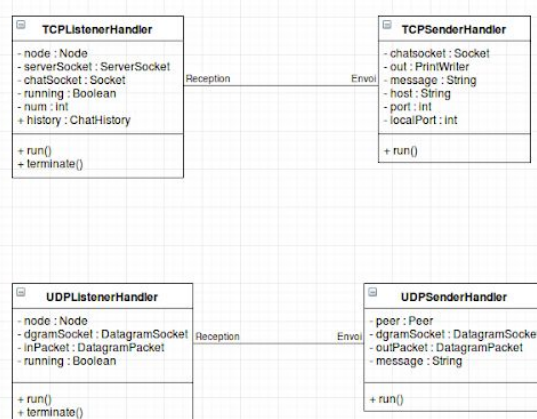 TCPListenerHandler
- node : Node
- serverSocket : ServerSocket
- chatSocket : Socket
- running : Boolean
- num : int
+ history : ChatHistory
+ run()
+ terminate()
Reception
Envoi
TCPSenderHandler
- chatsocket : Socket
- out : PrintWriter
- message : String
- host : String
- port : int
- localPort : int
+ run()
UDPListenerHandler
- node : Node
- dgramSocket : DatagramSocket
- inPacket : DatagramPacket
- running : Boolean
+ run()
+ terminate()
Reception
Envoi
UDPSenderHandler
- peer : Peer
- dgramSocket : DatagramSocket
- outPacket : DatagramPacket
- message : String
+ run()